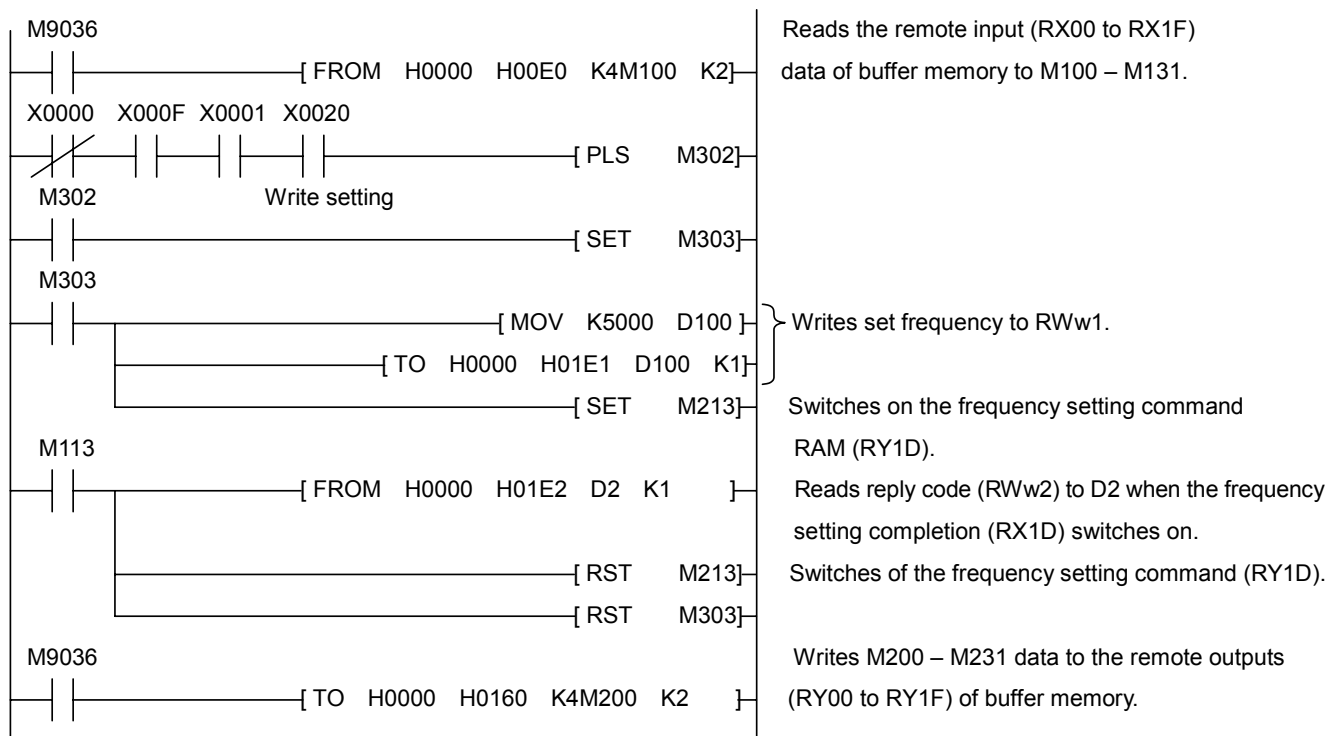 M9036
Reads the remote input (RX00 to RX1F)
[ FROM H0000 H00E0 K4M100 K2]
data of buffer memory to M100 – M131.
X0000 X000F X0001 X0020
[ PLS M302]
M302 Write setting
[ SET M303]
M303
[ MOV K5000 D100 ]
Writes set frequency to RWw1.
[ TO H0000 H01E1 D100 K1]
[ SET M213]
Switches on the frequency setting command
RAM (RY1D).
M113
[ FROM H0000 H01E2 D2 K1 ]
Reads reply code (RWw2) to D2 when the frequency
setting completion (RX1D) switches on.
[ RST M213]
Switches of the frequency setting command (RY1D).
[ RST M303]
M9036
Writes M200 – M231 data to the remote outputs
[ TO H0000 H0160 K4M200 K2 ]
(RY00 to RY1F) of buffer memory.